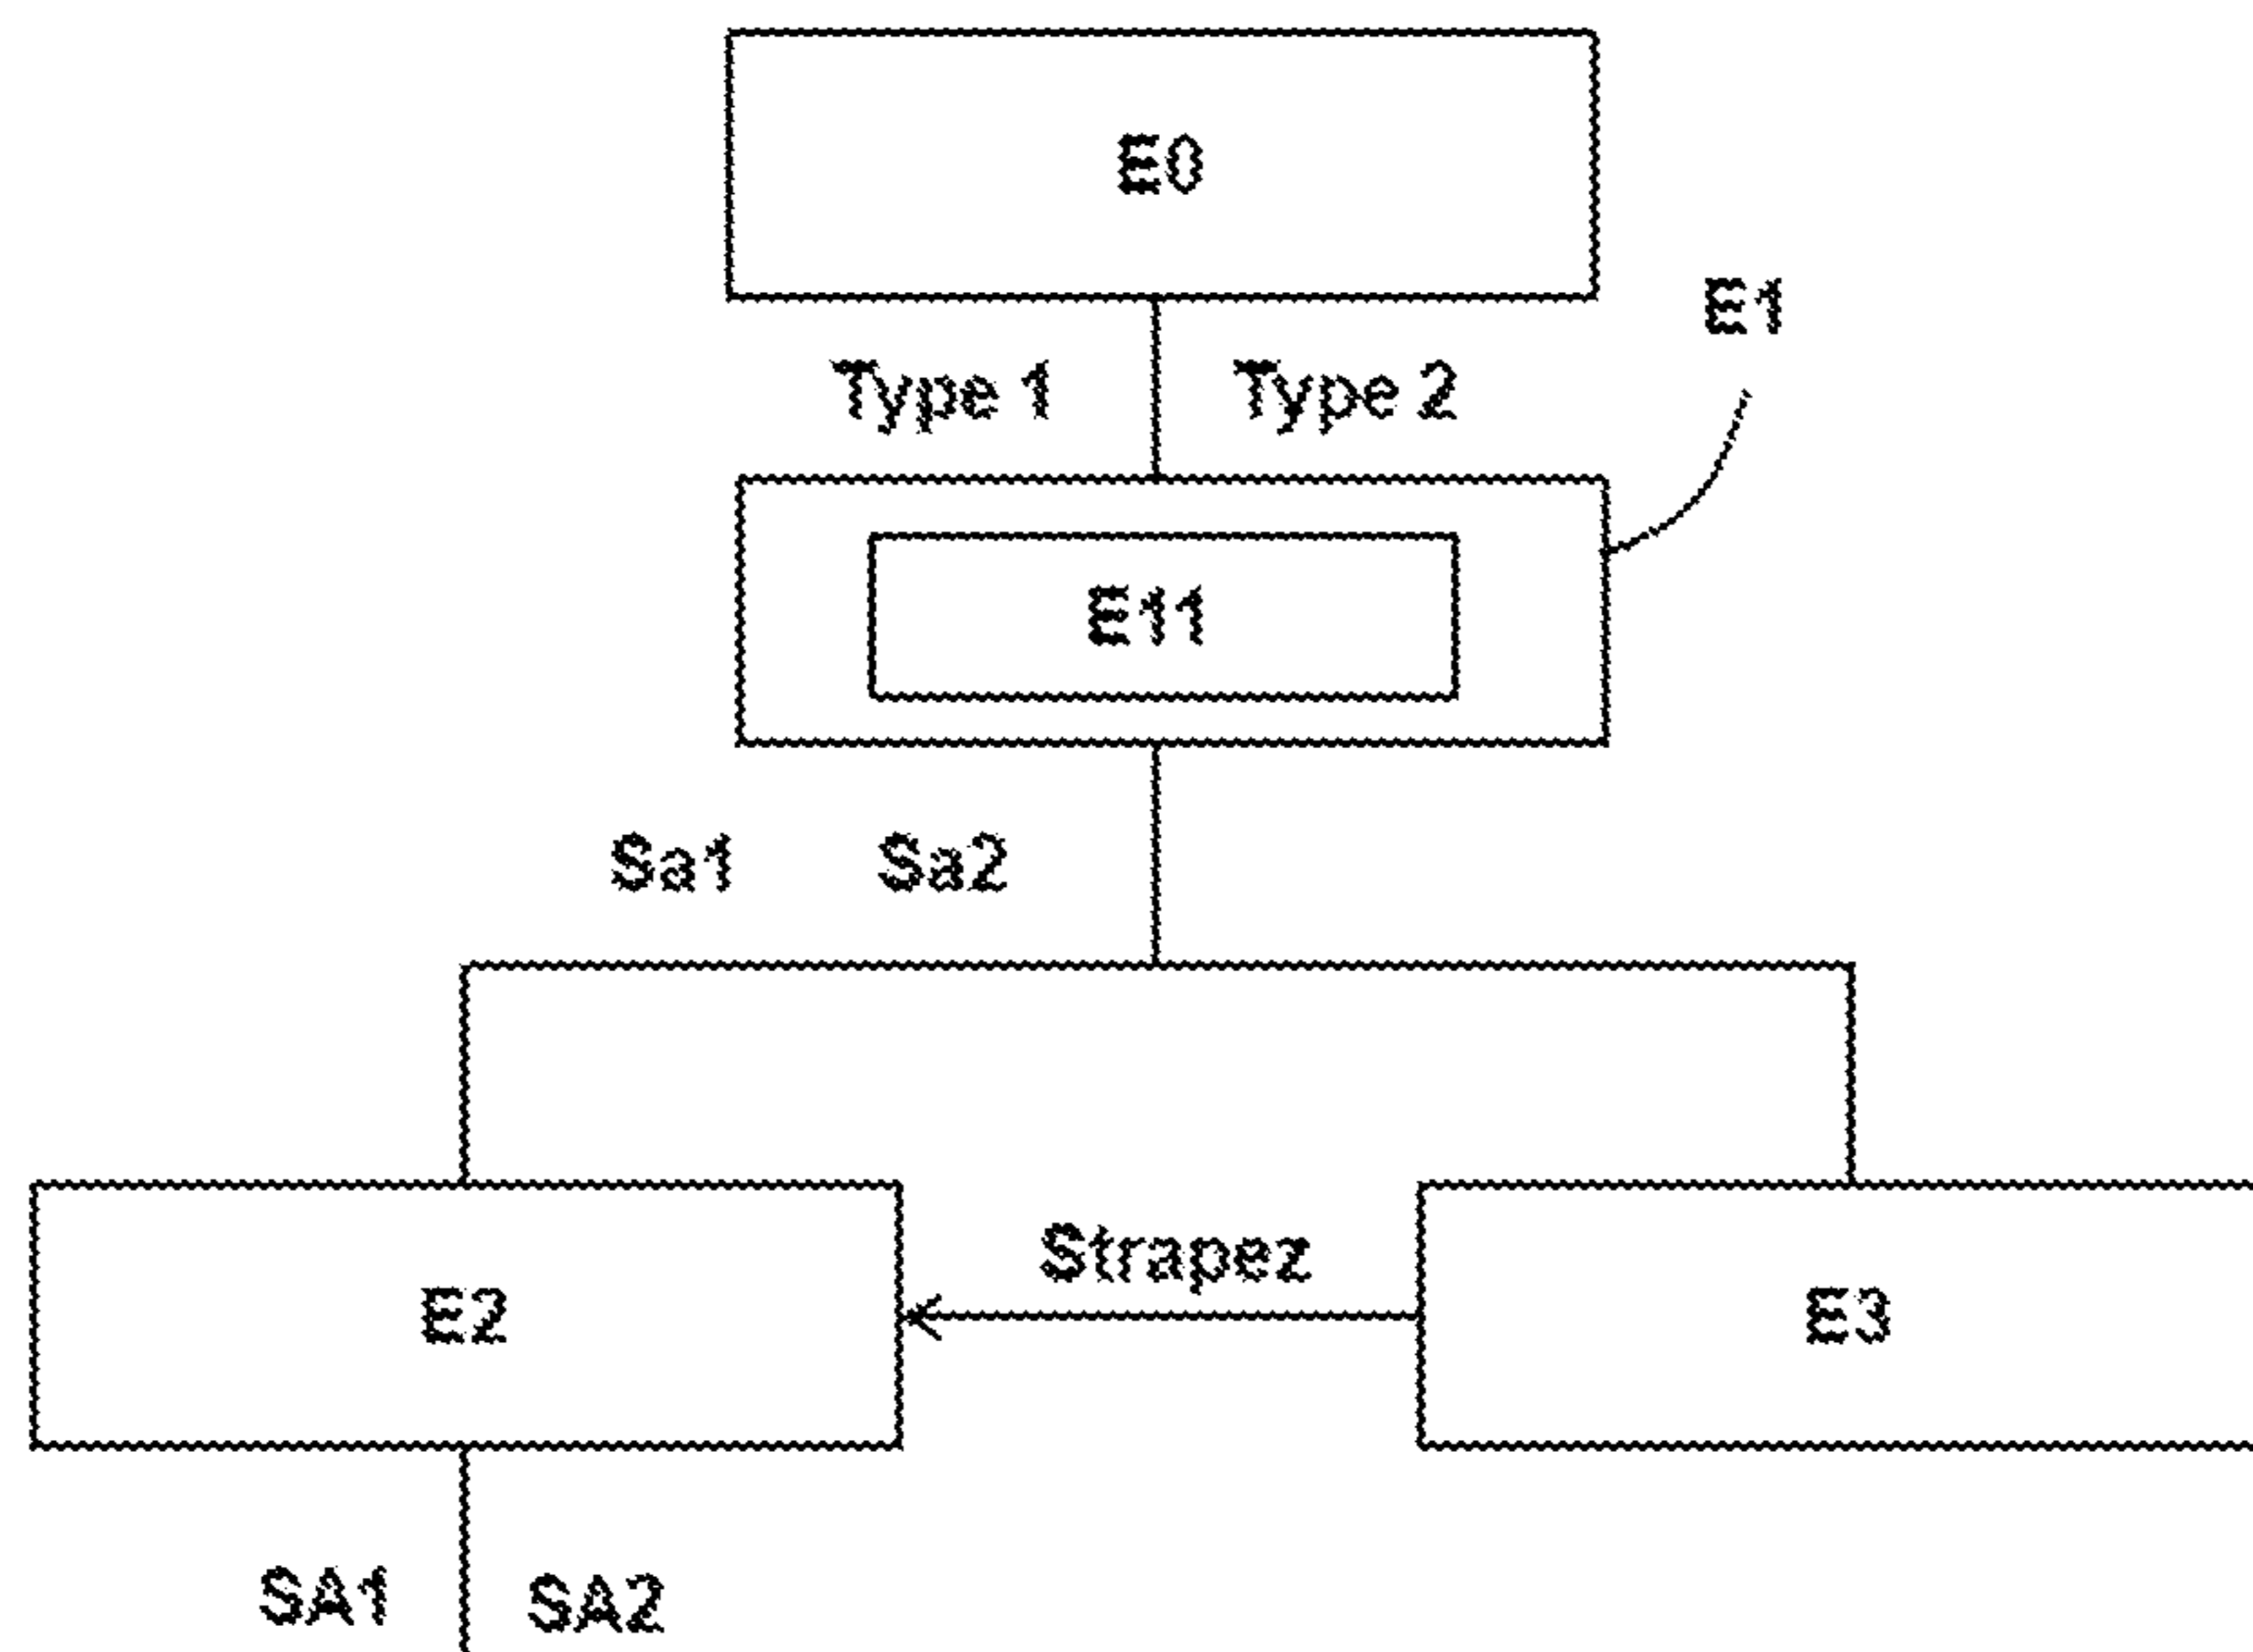 E0
E1
Type 1 Type 2
E11
Sa1 Sa2
Strapez
E2 E3
SA1 SA2